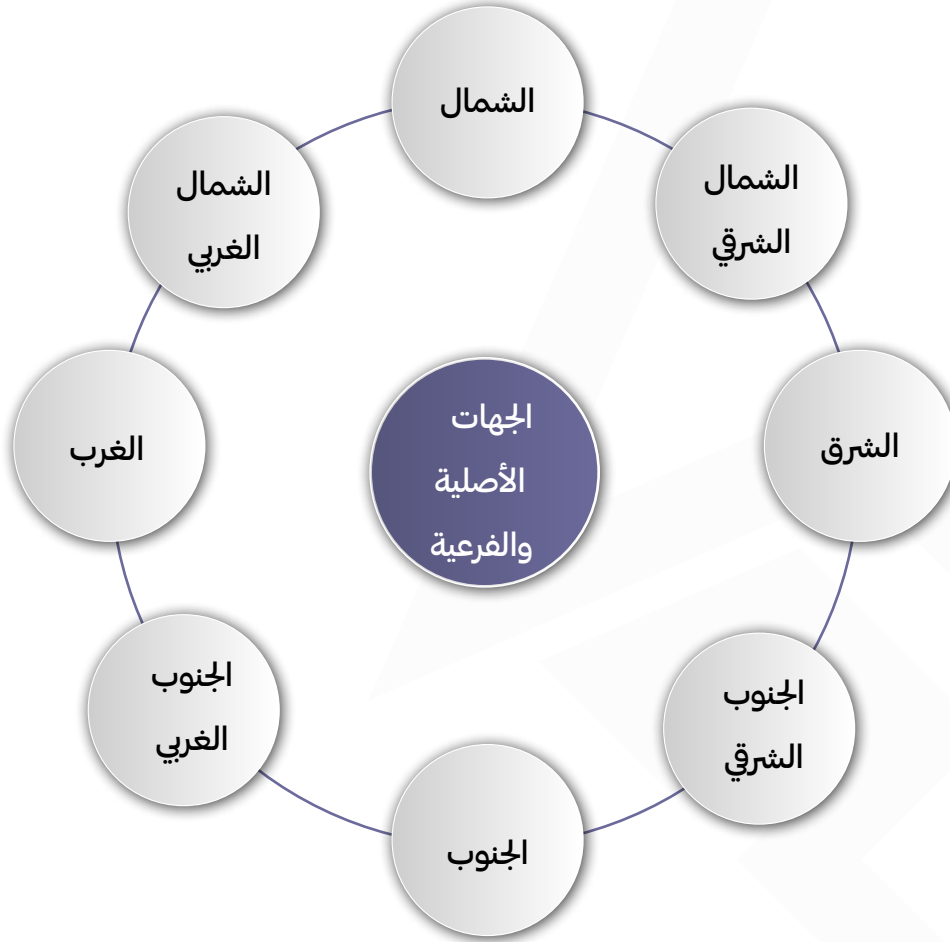 الشمال
الشمال
الشرقي
الشرق
الجنوب
الشرقي
الجنوب
الجنوب
الغربي
الغرب
الشمال
الغربي
الجهات
الأصلية
والفرعية